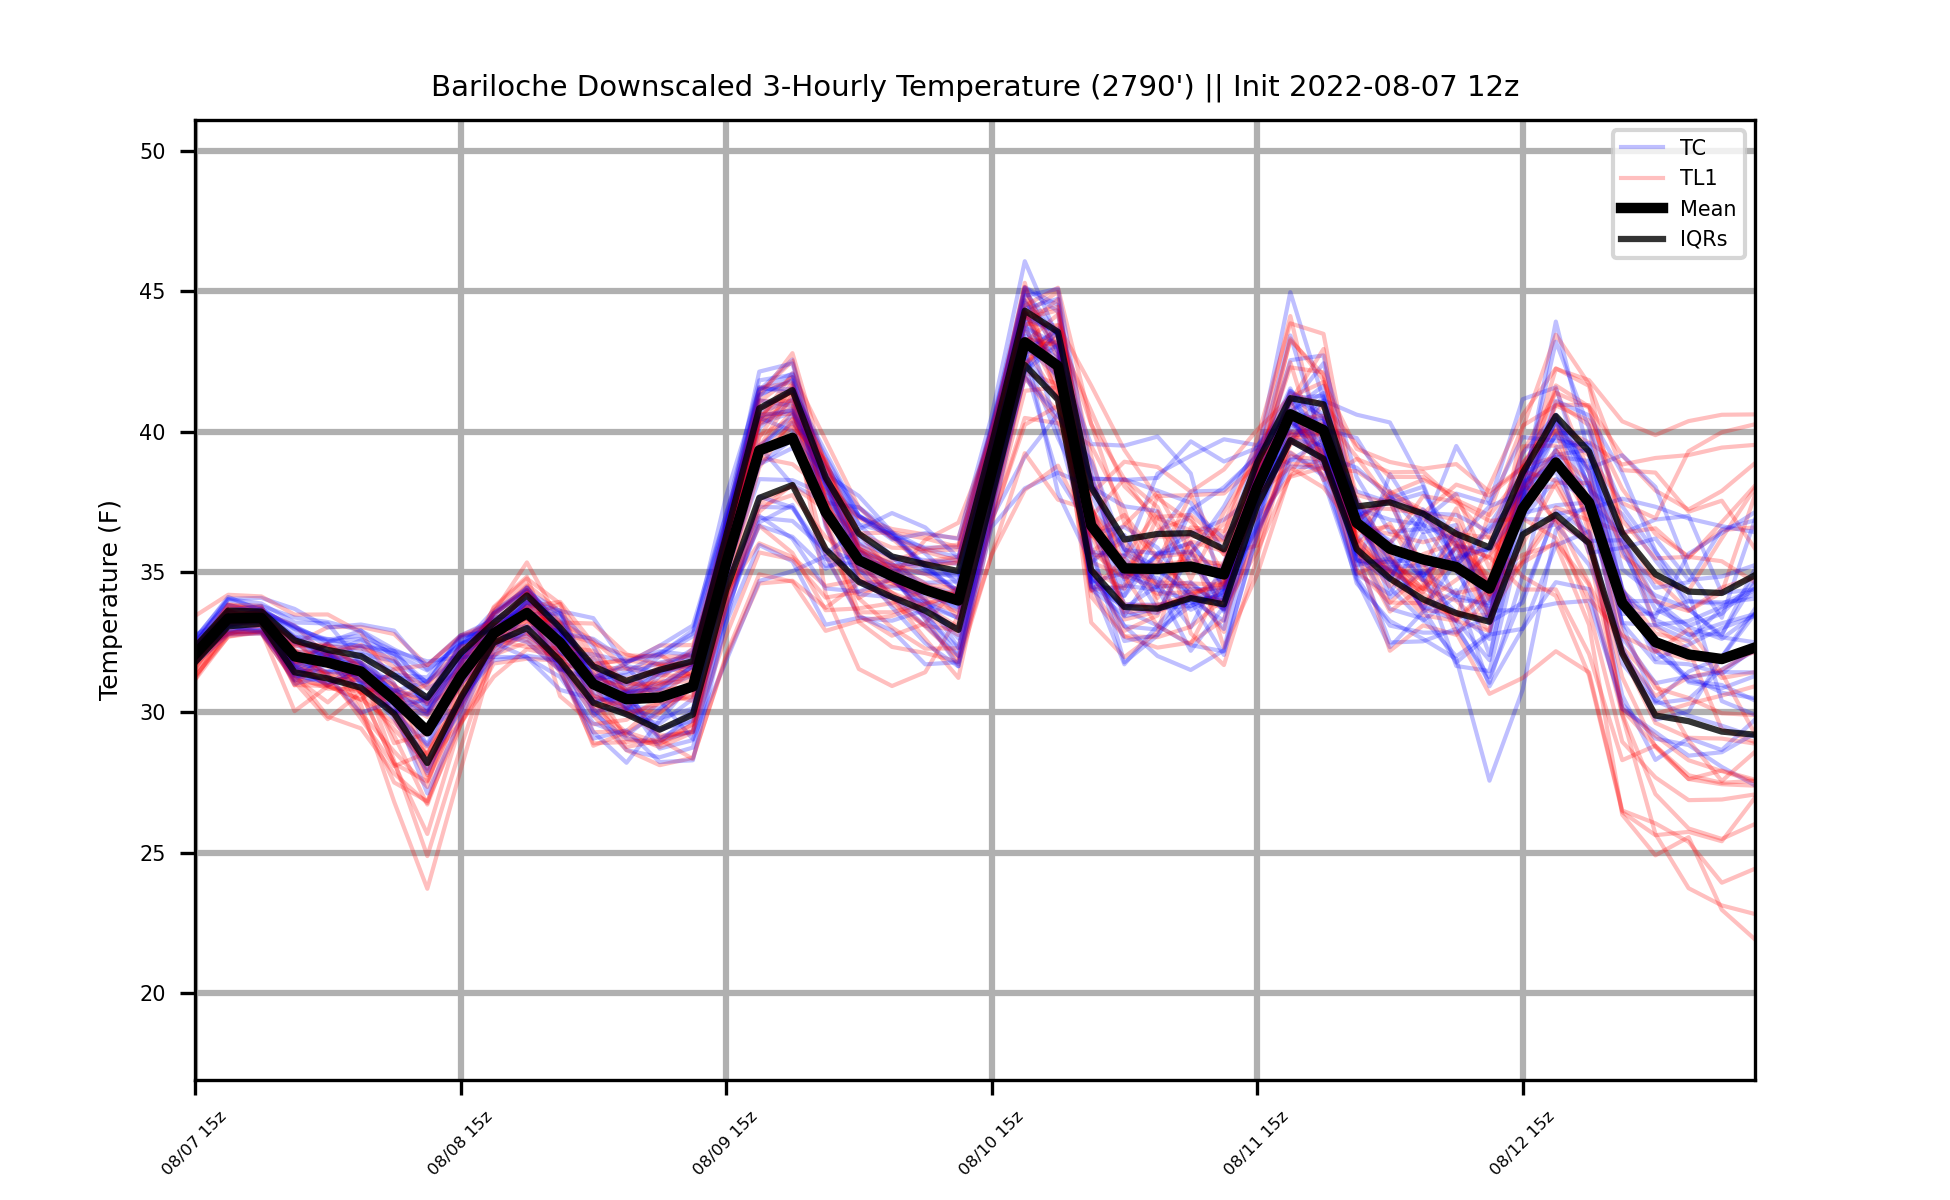 Bariloche Downscaled 3-Hourly Temperature (2790') || Init 2022-08-07 12z
TC
TL1
Mean
IQRs
Temperature (F)
50
45
40
35
30
25
20
08/07 15z
08/08 15z
08/09 15z
08/10 15z
08/11 15z
08/12 15z